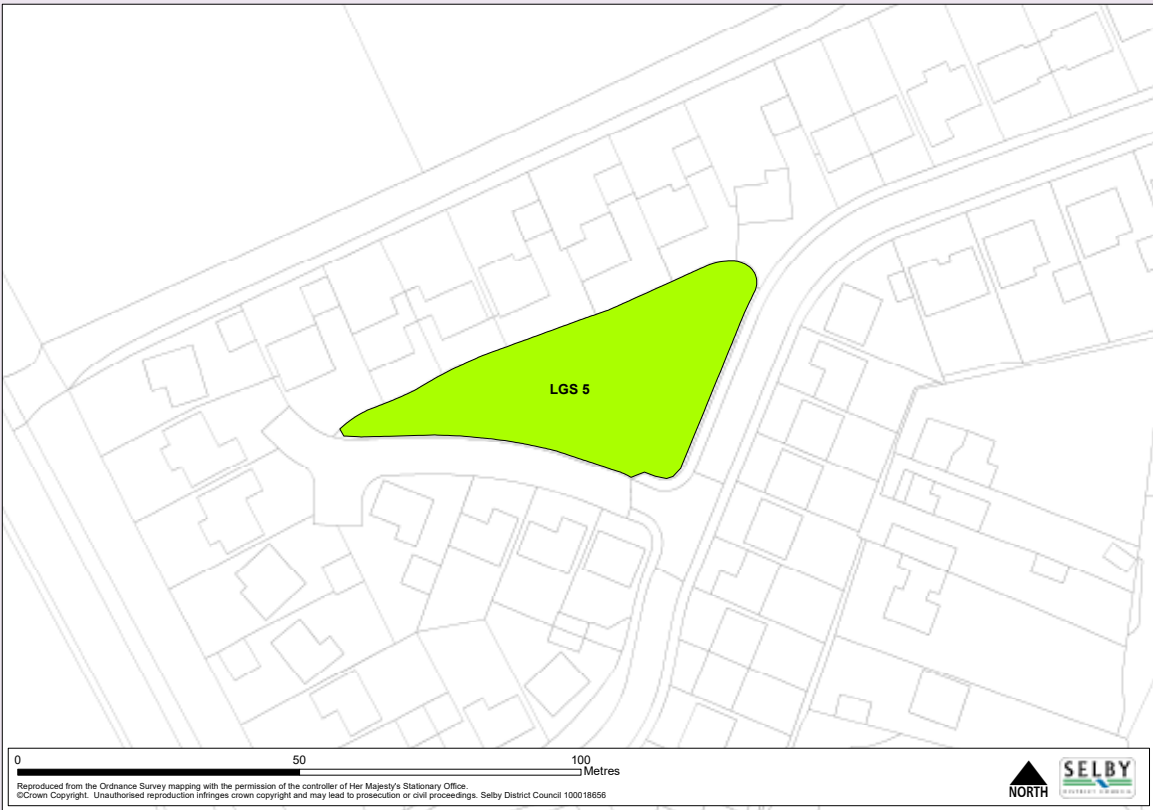 LGS 5
0 50 100
Metres
Reproduced from the Ordnance Survey mapping with the permission of the controller of Her Majesty's Stationary Office.
©Crown Copyright. Unauthorised reproduction infringes crown copyright and may lead to prosecution or civil proceedings. Selby District Council 100018656
NORTH
SELBY
DISTRICT COUNCIL